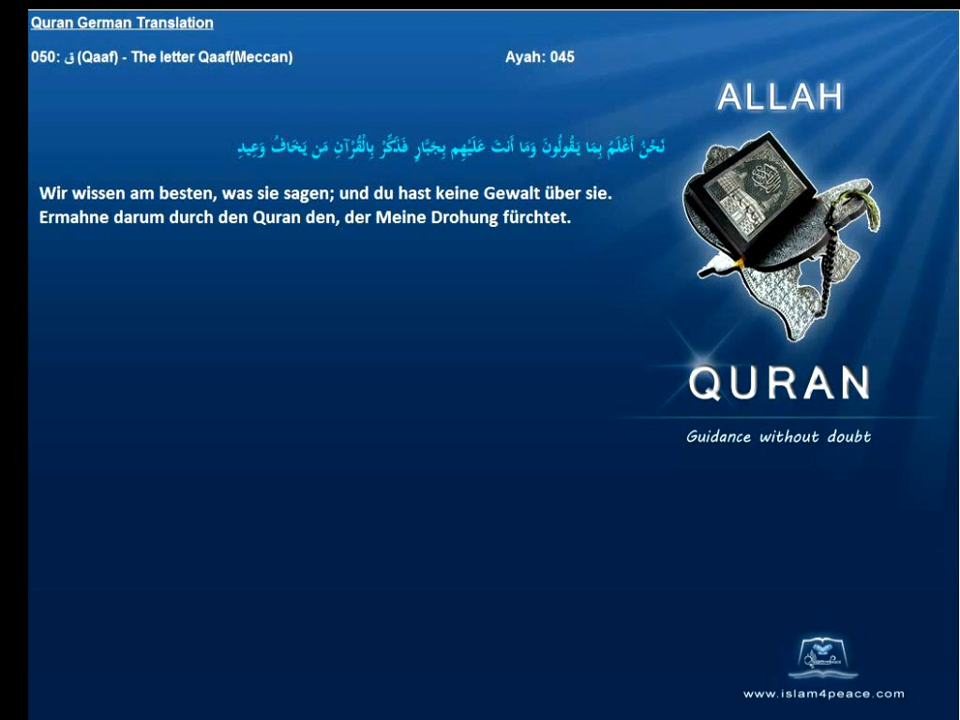 Quran German Translation
050: ق (Qaaf) - The letter Qaaf(Meccan) Ayah: 045
ALLAH
نَحْنُ أَعْلَمُ بِمَا يَقُولُونَ وَمَا أَنتَ عَلَيْهِم بِجَبَّارٍ فَذَكِّرْ بِالْقُرْآنِ مَن يَخَافُ وَعِيدِ
Wir wissen am besten, was sie sagen; und du hast keine Gewalt über sie.
Ermahne darum durch den Quran den, der Meine Drohung fürchtet.
QURAN
Guidance without doubt
www.islam4peace.com